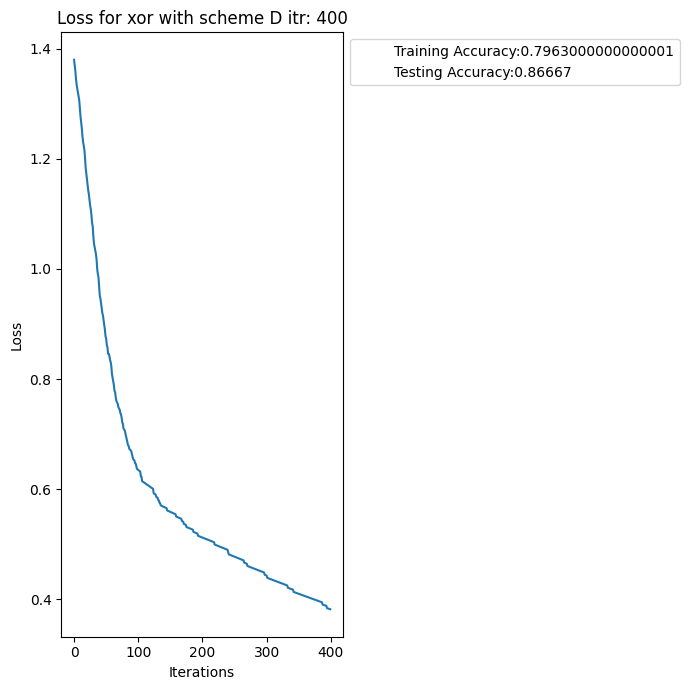 Loss for xor with scheme D itr: 400
Training Accuracy:0.7963000000000001
Testing Accuracy:0.86667
1.4
1.2
1.0
0.8
0.6
0.4
Loss
0 100 200 300 400
Iterations